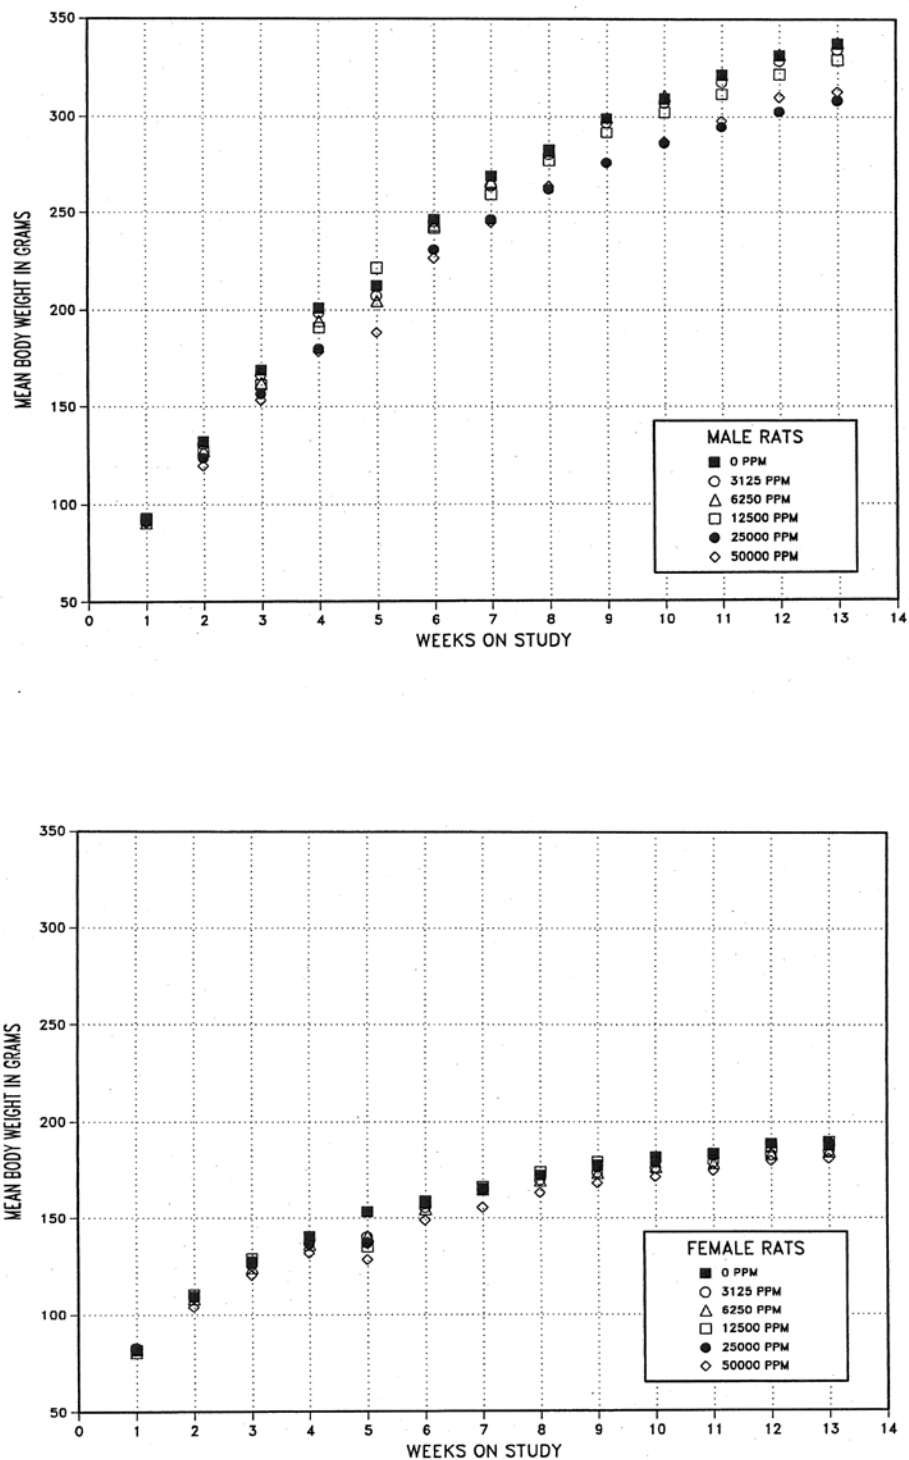 350
300
250
200
150
100
50
MEAN BODY WEIGHT IN GRAMS
MALE RATS
0 PPM
3125 PPM
6250 PPM
12500 PPM
25000 PPM
50000 PPM
0 1 2 3 4 5 6 7 8 9 10 11 12 13 14
WEEKS ON STUDY
350
300
250
200
150
100
50
MEAN BODY WEIGHT IN GRAMS
FEMALE RATS
0 PPM
3125 PPM
6250 PPM
12500 PPM
25000 PPM
50000 PPM
0 1 2 3 4 5 6 7 8 9 10 11 12 13 14
WEEKS ON STUDY